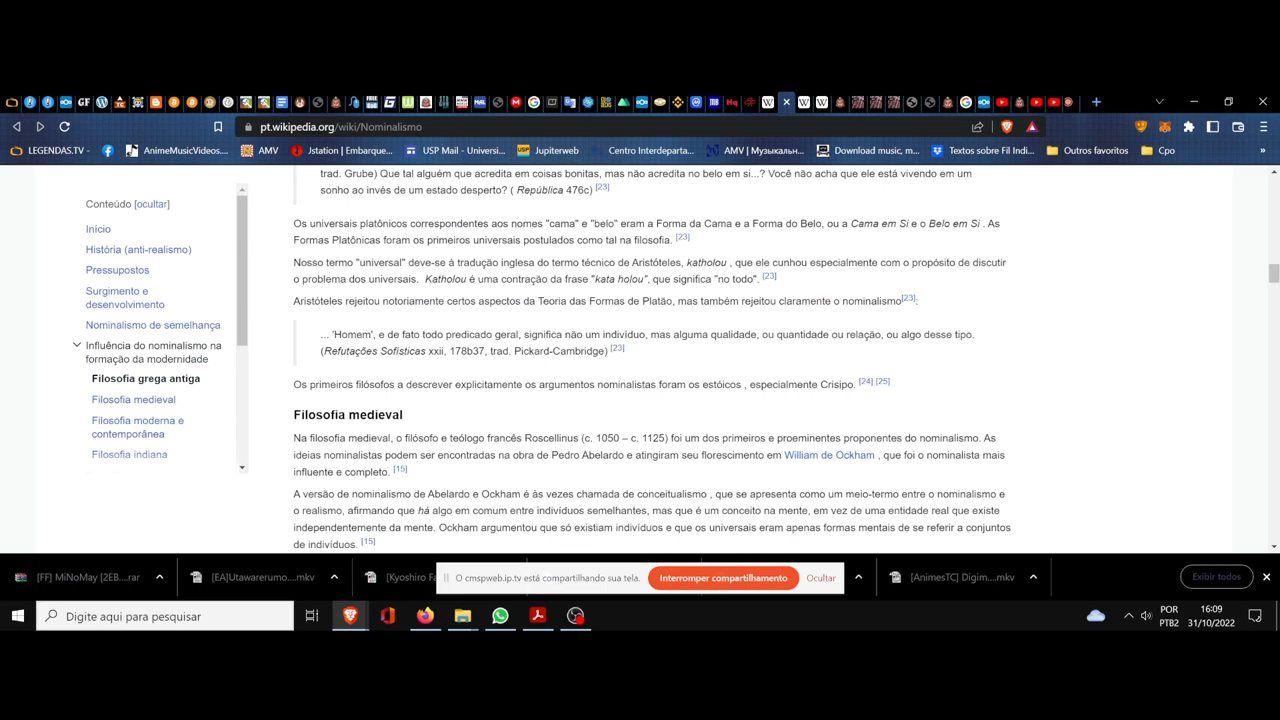 pt.wikipedia.org/wiki/Nominalismo
LEGENDAS.TV
AnimeMusicVideos...
AMV
Jstation | Embarque...
USP Mail - Universi...
Jupiterweb
Centro Interdeparta...
AMV | Музыкальн...
Download music, m...
Textos sobre Fil Indi...
Outros favoritos
Cpo
»
trad. Grube) Que tal alguém que acredita em coisas bonitas, mas não acredita no belo em si...? Você não acha que ele está vivendo em um
sonho ao invés de um estado desperto? ( República 476c) [23]
Conteúdo [ocultar]
Início
História (anti-realismo)
Pressupostos
Surgimento e
desenvolvimento
Nominalismo de semelhança
Influência do nominalismo na
formação da modernidade
Filosofia grega antiga
Filosofia medieval
Filosofia moderna e
contemporânea
Filosofia indiana
Os universais platônicos correspondentes aos nomes "cama" e "belo" eram a Forma da Cama e a Forma do Belo, ou a Cama em Si e o Belo em Si . As
Formas Platônicas foram os primeiros universais postulados como tal na filosofia. [23]
Nosso termo "universal" deve-se à tradução inglesa do termo técnico de Aristóteles, katholou , que ele cunhou especialmente com o propósito de discutir
o problema dos universais. Katholou é uma contração da frase "kata holou", que significa "no todo". [23]
Aristóteles rejeitou notoriamente certos aspectos da Teoria das Formas de Platão, mas também rejeitou claramente o nominalismo[23]:
... 'Homem', e de fato todo predicado geral, significa não um indivíduo, mas alguma qualidade, ou quantidade ou relação, ou algo desse tipo.
(Refutações Sofísticas xxii, 178b37, trad. Pickard-Cambridge) [23]
Os primeiros filósofos a descrever explicitamente os argumentos nominalistas foram os estóicos , especialmente Crisipo. [24] [25]
Filosofia medieval
Na filosofia medieval, o filósofo e teólogo francês Roscellinus (c. 1050 – c. 1125) foi um dos primeiros e proeminentes proponentes do nominalismo. As
ideias nominalistas podem ser encontradas na obra de Pedro Abelardo e atingiram seu florescimento em William de Ockham , que foi o nominalista mais
influente e completo. [15]
A versão de nominalismo de Abelardo e Ockham é às vezes chamada de conceitualismo , que se apresenta como um meio-termo entre o nominalismo e
o realismo, afirmando que há algo em comum entre indivíduos semelhantes, mas que é um conceito na mente, em vez de uma entidade real que existe
independentemente da mente. Ockham argumentou que só existiam indivíduos e que os universais eram apenas formas mentais de se referir a conjuntos
de indivíduos. [15]
[FF] MiNoMay [2EB....rar
[EA]Utawarerumo....mkv
[Kyoshiro Fa
O cmspweb.ip.tv está compartilhando sua tela.
Interromper compartilhamento
Ocultar
[AnimesTC] Digim....mkv
Exibir todos
Digite aqui para pesquisar
POR
PTB2
16:09
31/10/2022